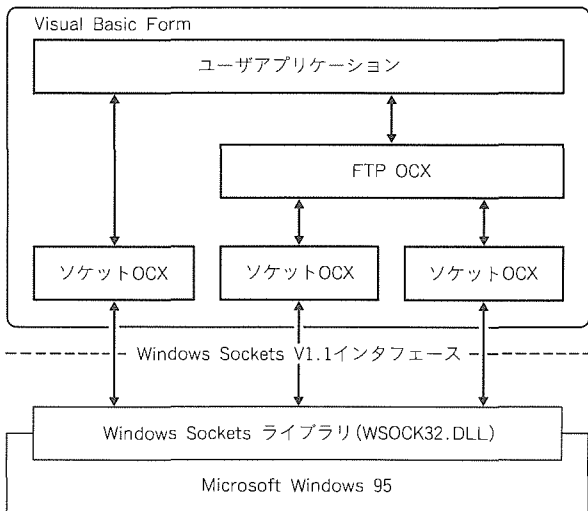 Visual Basic Form
ユーザアプリケーション
FTP OCX
ソケットOCX
ソケットOCX
ソケットOCX
Windows Sockets V1.1インタフェース
Windows Sockets ライブラリ(WSOCK32.DLL)
Microsoft Windows 95